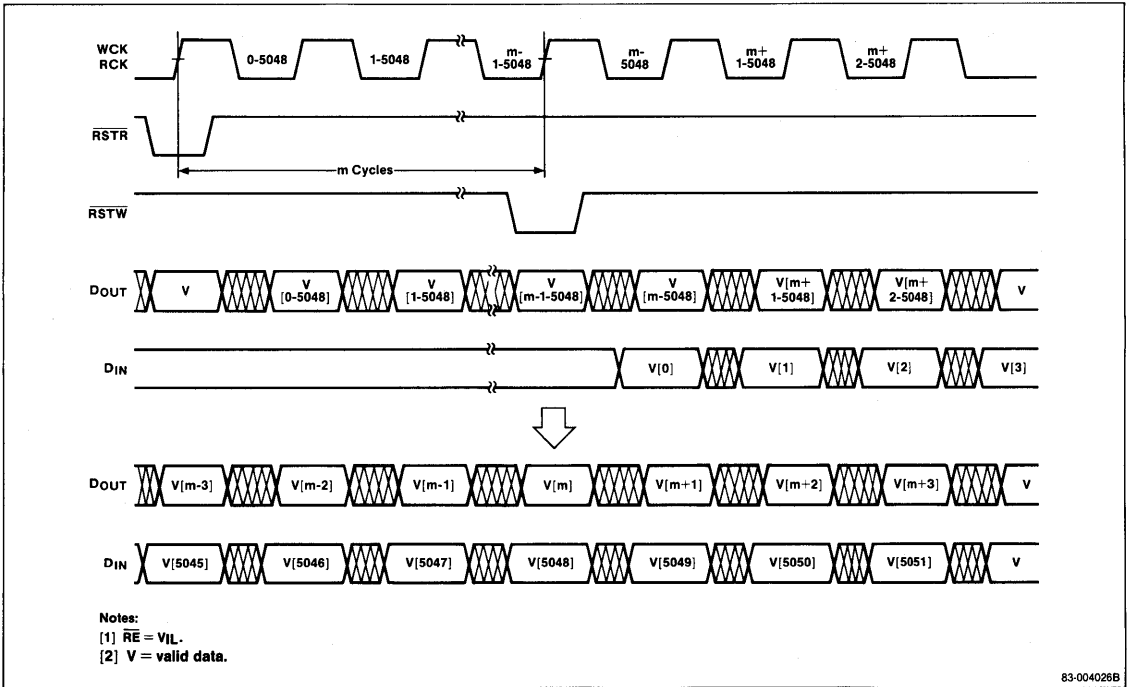 WCK
RCK
0-5048
1-5048
m-
1-5048
m-
5048
m+
1-5048
m+
2-5048
RSTR
m Cycles
RSTW
DOUT
V
V
[0-5048]
V
[1-5048]
V
[m-1-5048]
V
[m-5048]
V[m+
1-5048]
V[m+
2-5048]
V
DIN
V[0]
V[1]
V[2]
V[3]
DOUT
V[m-3]
V[m-2]
V[m-1]
V[m]
V[m+1]
V[m+2]
V[m+3]
V
DIN
V[5045]
V[5046]
V[5047]
V[5048]
V[5049]
V[5050]
V[5051]
V
Notes:
[1] RE = VIL.
[2] V = valid data.
83-004026B